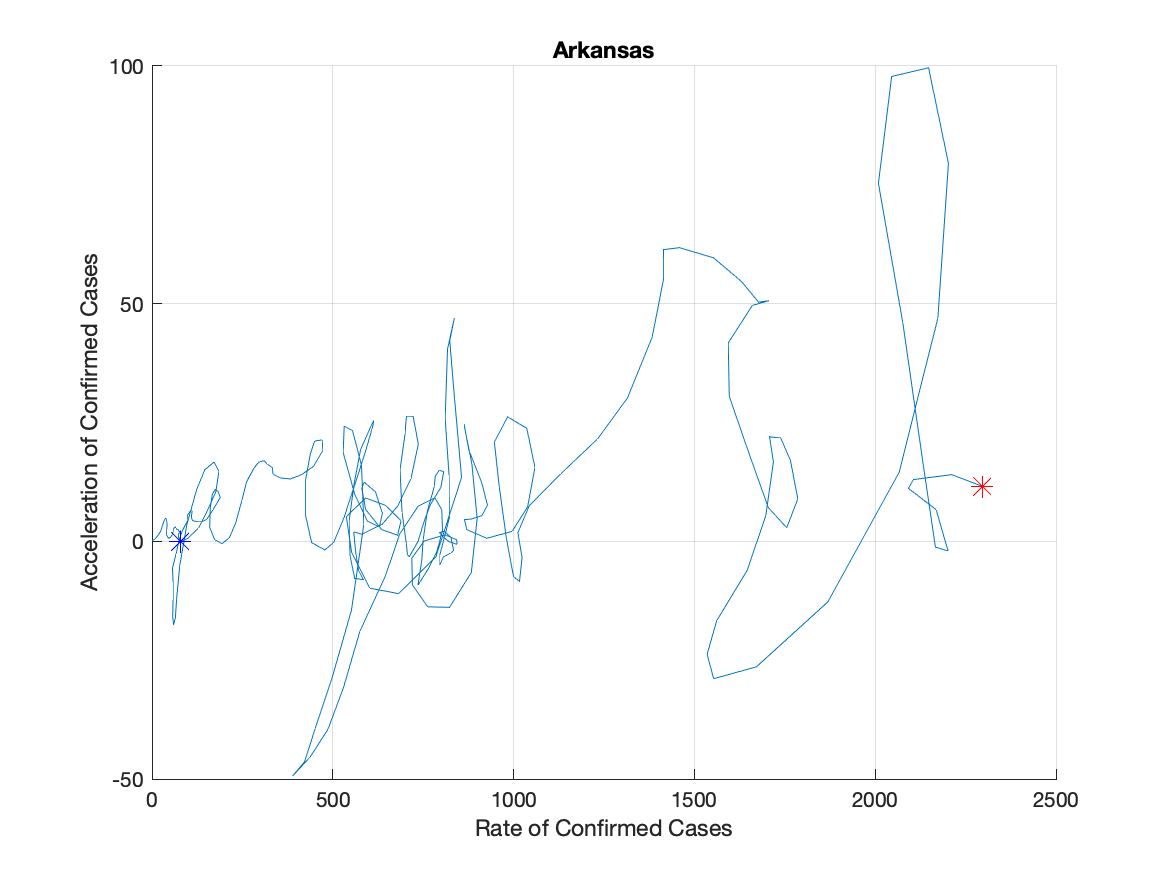 Arkansas
Acceleration of Confirmed Cases
100
50
0
-50
0 500 1000 1500 2000 2500
Rate of Confirmed Cases